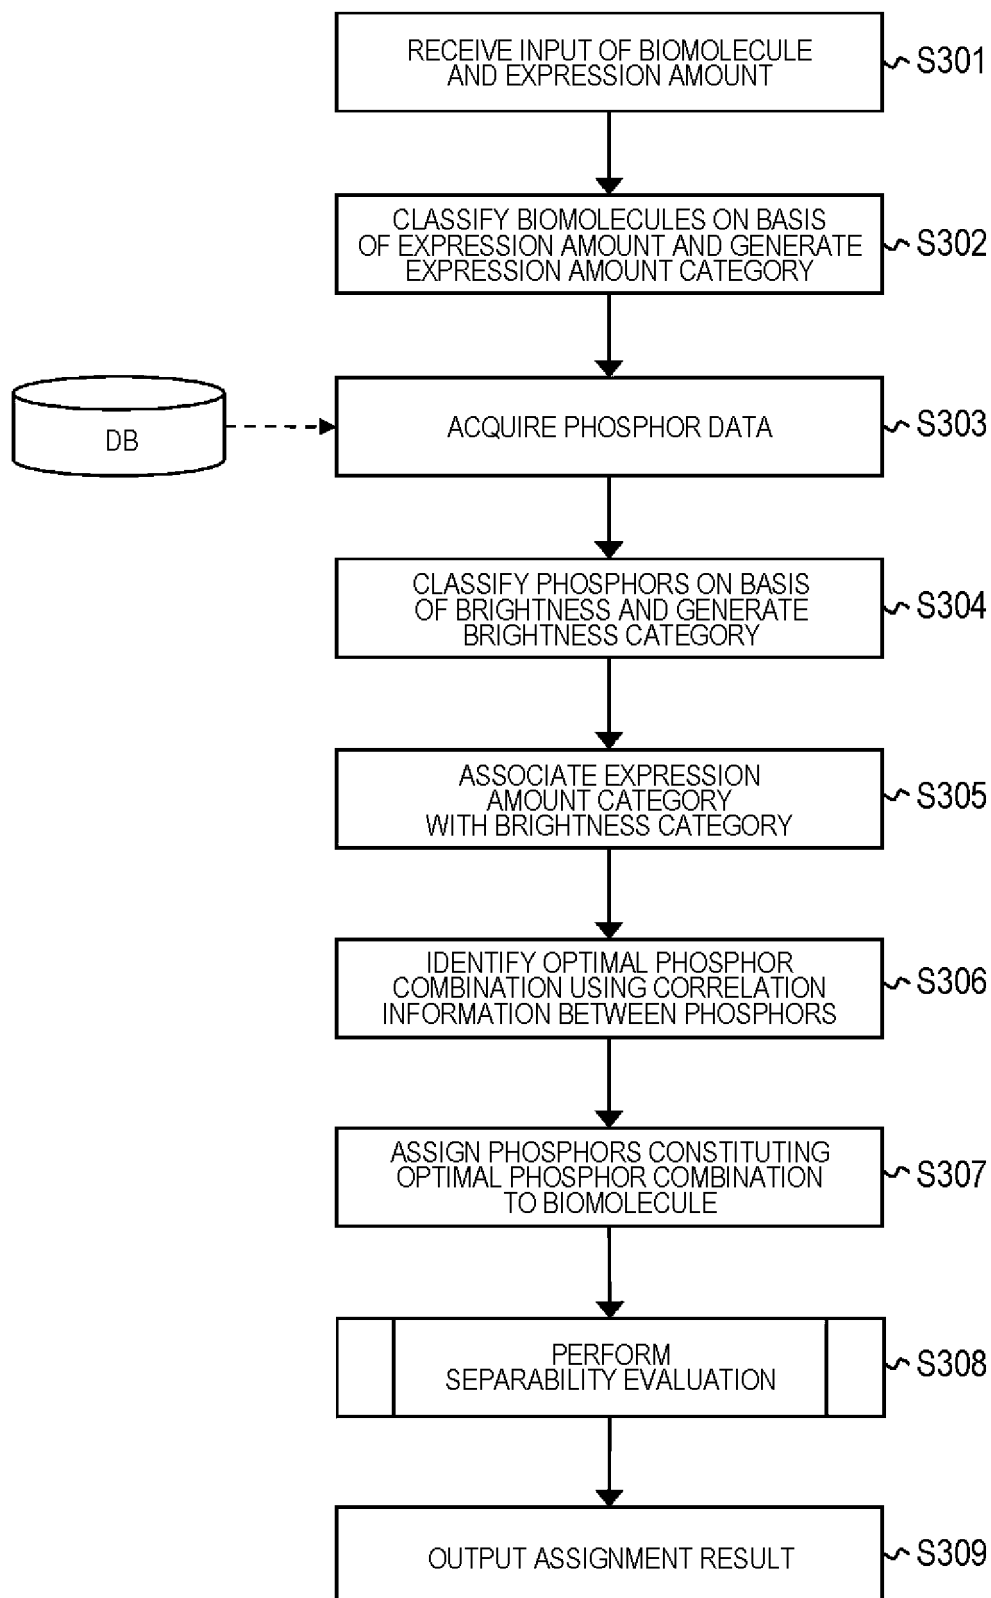 RECEIVE INPUT OF BIOMOLECULE
AND EXPRESSION AMOUNT
S301
CLASSIFY BIOMOLECULES ON BASIS
OF EXPRESSION AMOUNT AND GENERATE
EXPRESSION AMOUNT CATEGORY
S302
DB
ACQUIRE PHOSPHOR DATA
S303
CLASSIFY PHOSPHORS ON BASIS
OF BRIGHTNESS AND GENERATE
BRIGHTNESS CATEGORY
S304
ASSOCIATE EXPRESSION
AMOUNT CATEGORY
WITH BRIGHTNESS CATEGORY
S305
IDENTIFY OPTIMAL PHOSPHOR
COMBINATION USING CORRELATION
INFORMATION BETWEEN PHOSPHORS
S306
ASSIGN PHOSPHORS CONSTITUTING
OPTIMAL PHOSPHOR COMBINATION
TO BIOMOLECULE
S307
PERFORM
SEPARABILITY EVALUATION
S308
OUTPUT ASSIGNMENT RESULT
S309